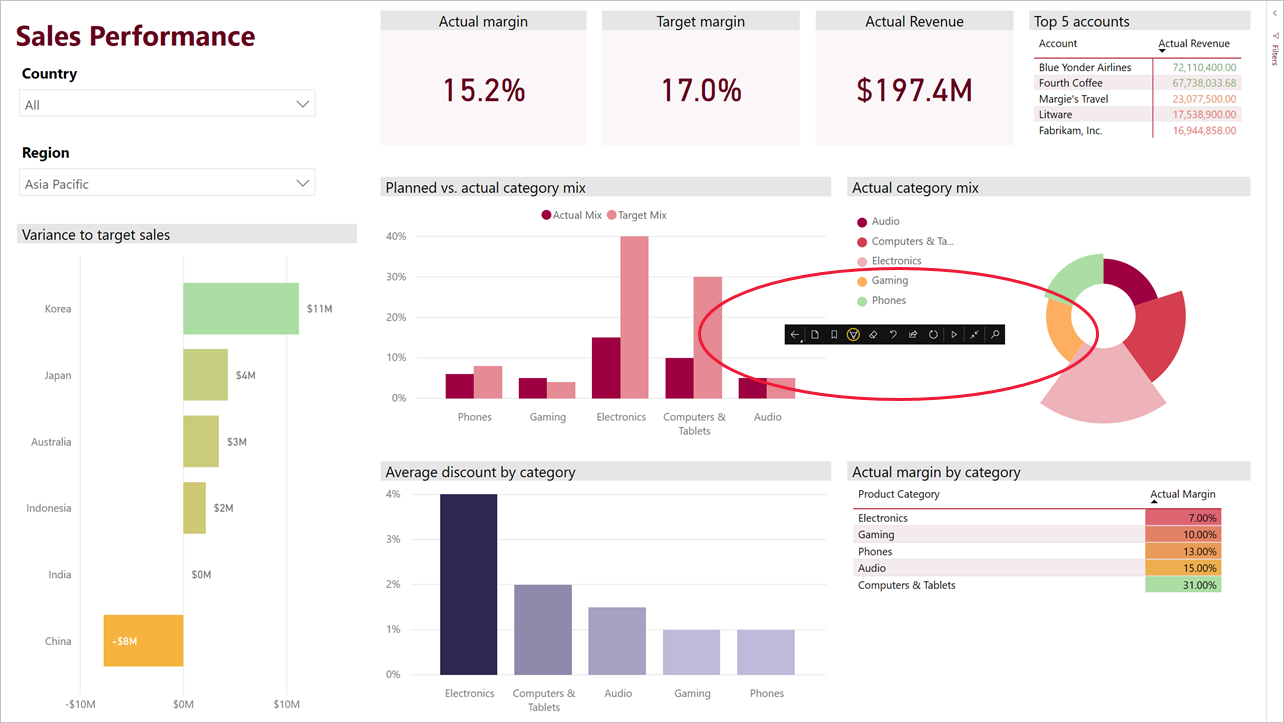 Sales Performance
Country
All
Region
Asia Pacific
Variance to target sales
Korea
$11M
Japan
$4M
Australia
$3M
Indonesia
$2M
India
$0M
China
-$8M
-$10M $0M $10M
Actual margin
15.2%
Target margin
17.0%
Actual Revenue
$197.4M
Top 5 accounts
Account Actual Revenue
Blue Yonder Airlines 72,110,400.00
Fourth Coffee 67,738,033.68
Margie's Travel 23,077,500.00
Litware 17,538,900.00
Fabrikam, Inc. 16,944,858.00
Filters
Planned vs. actual category mix
Actual Mix Target Mix
40%
30%
20%
10%
0%
Phones Gaming Electronics Computers & Audio
Tablets
Actual category mix
Audio
Computers & Ta...
Electronics
Gaming
Phones
Average discount by category
4%
3%
2%
1%
0%
Electronics Computers & Audio Gaming Phones
Tablets
Actual margin by category
Product Category Actual Margin
Electronics 7.00%
Gaming 10.00%
Phones 13.00%
Audio 15.00%
Computers & Tablets 31.00%